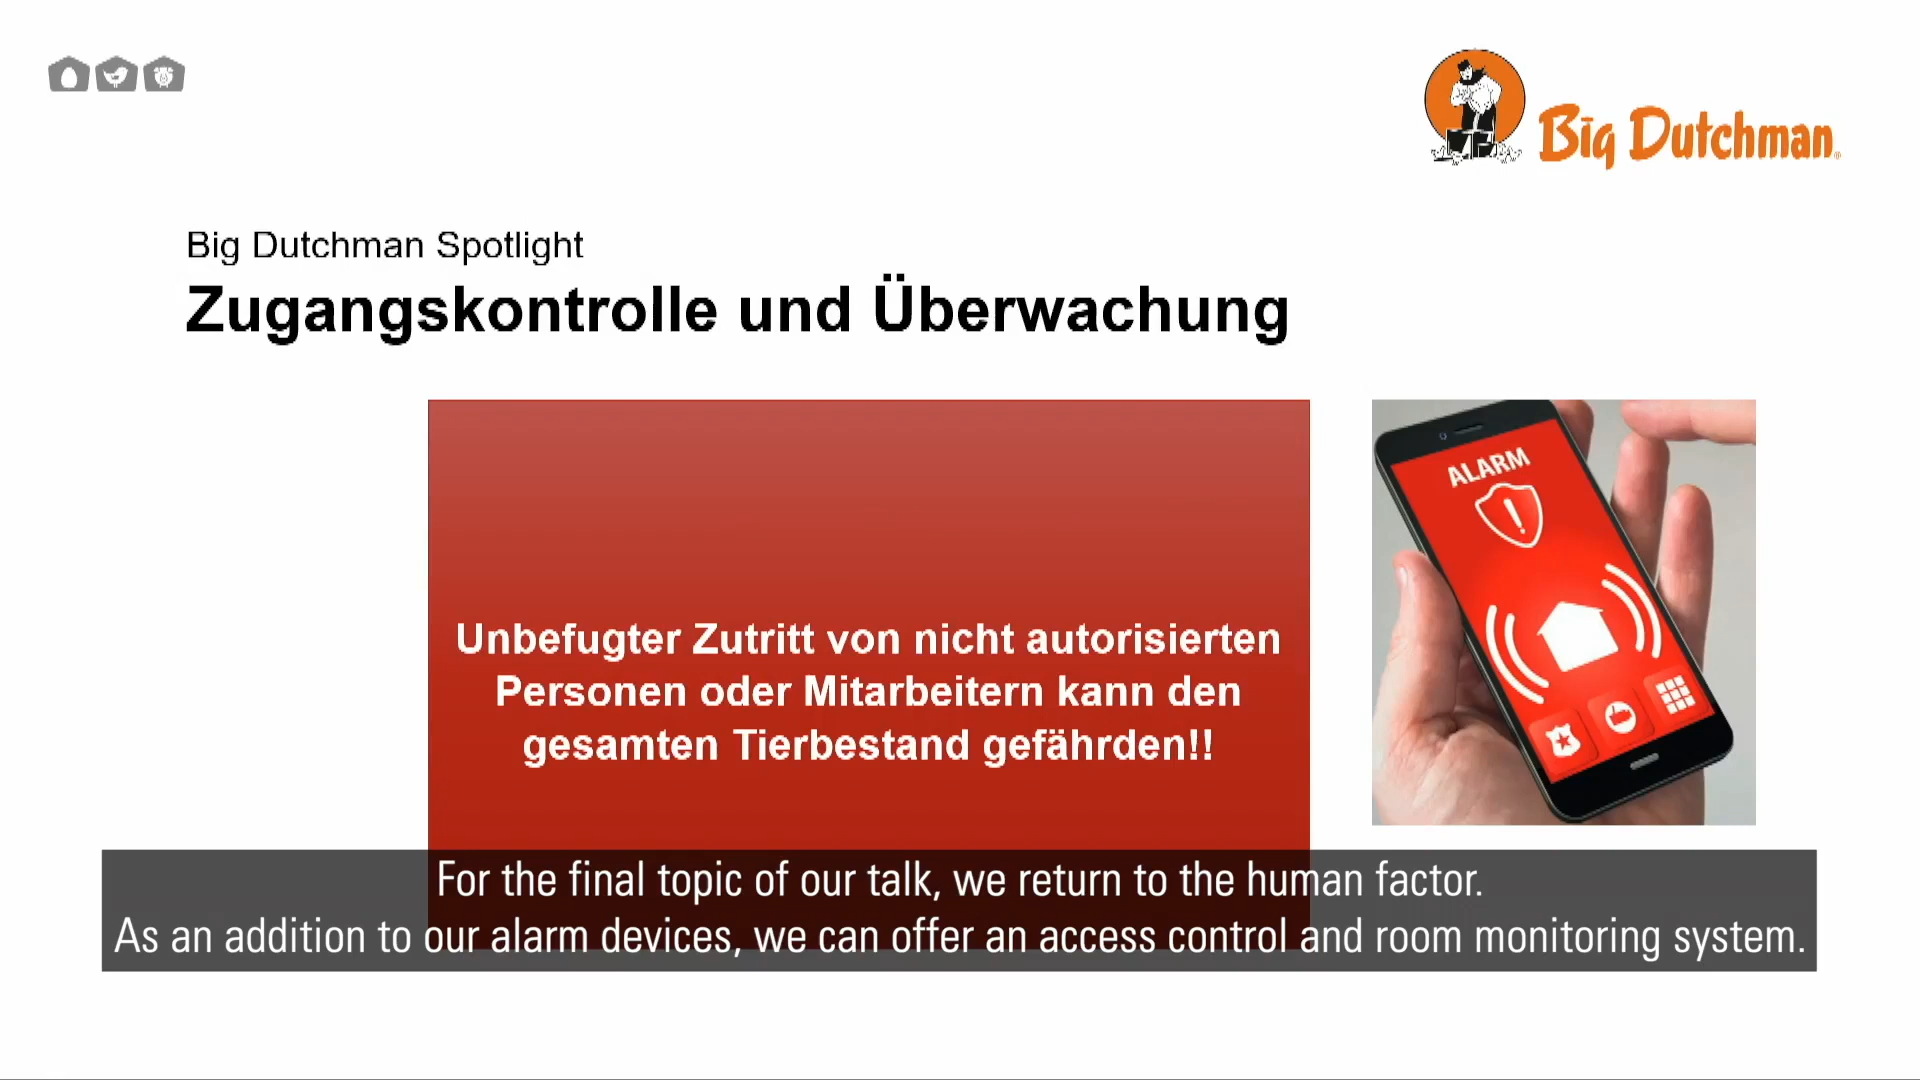 Big Dutchman®
Big Dutchman Spotlight
Zugangskontrolle und Überwachung
Unbefugter Zutritt von nicht autorisierten
Personen oder Mitarbeitern kann den
gesamten Tierbestand gefährden!!
ALARM
For the final topic of our talk, we return to the human factor.
As an addition to our alarm devices, we can offer an access control and room monitoring system.